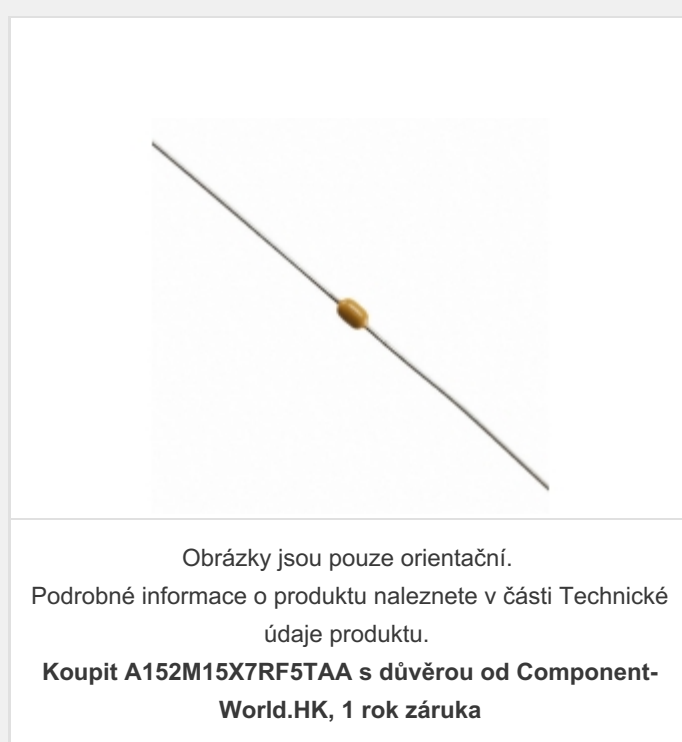 Obrázky jsou pouze orientační.
Podrobné informace o produktu naleznete v části Technické
údaje produktu.
Koupit A152M15X7RF5TAA s důvěrou od Component-
World.HK, 1 rok záruka